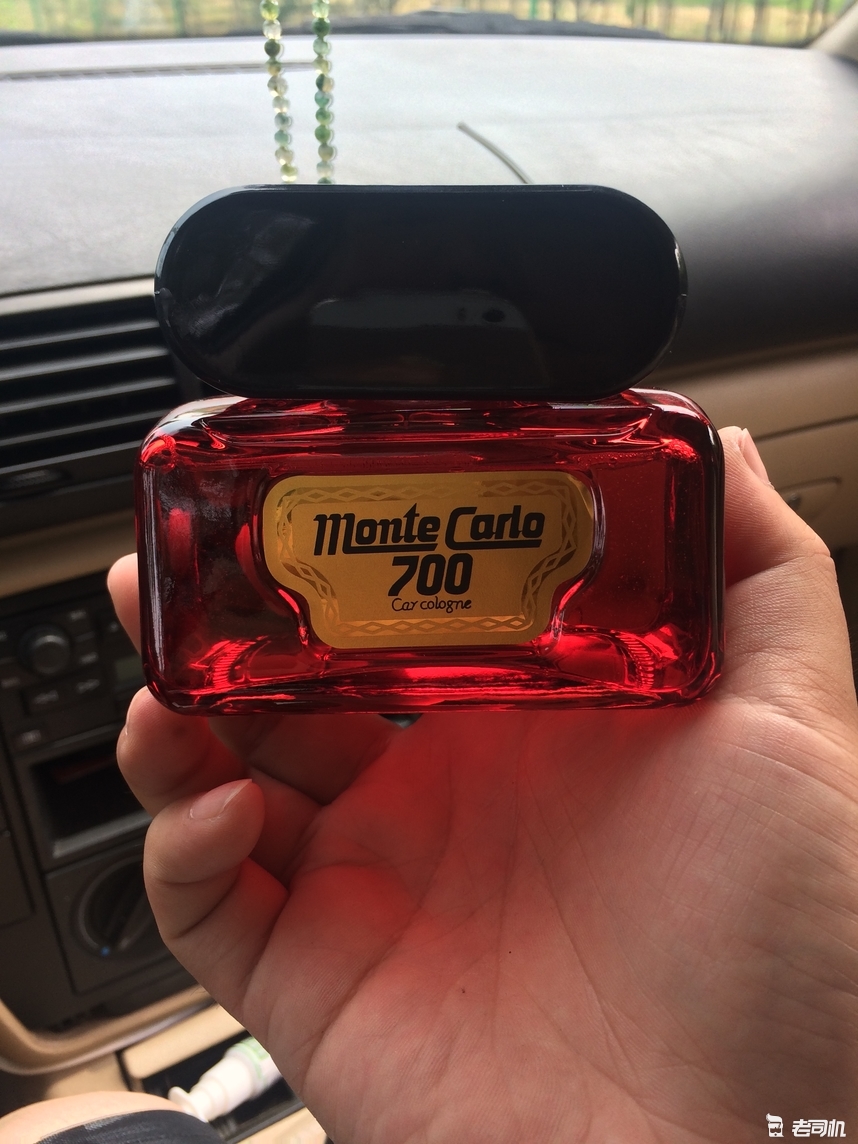 Monte Carlo
700
Car cologne
老司机